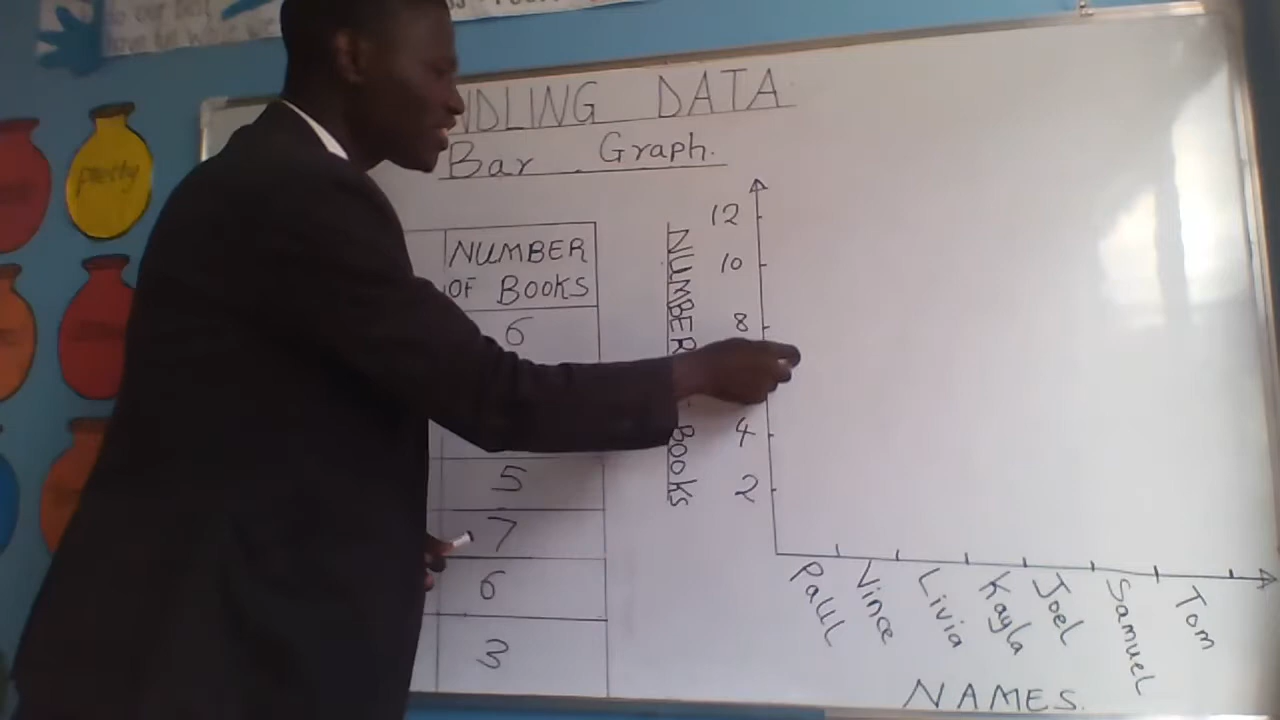 pretty
NDLING DATA
Bar Graph.
NUMBER
OF BOOKS
6
5
7
6
3
NUMBER
BOOKS
12
10
8
4
2
Paul
Vince
Livia
Kayla
Joel
Samuel
Tom
NAMES.